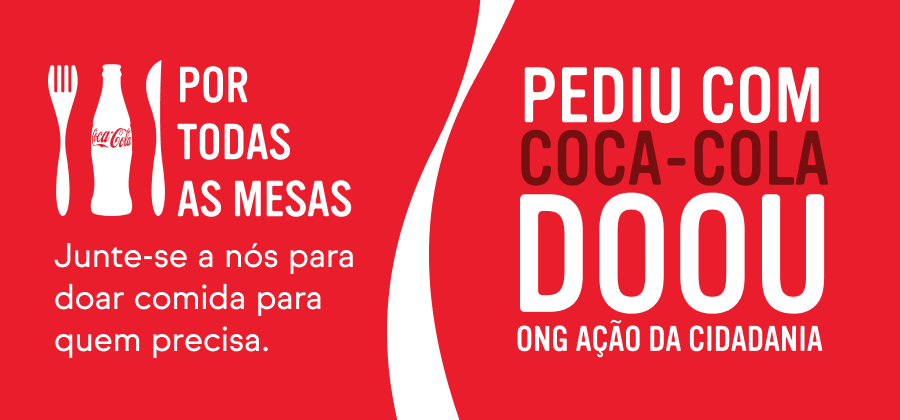 POR
TODAS
AS MESAS
Coca-Cola
Junte-se a nós para
doar comida para
quem precisa.
PEDIU COM
COCA-COLA
DOOU
ONG AÇÃO DA CIDADANIA